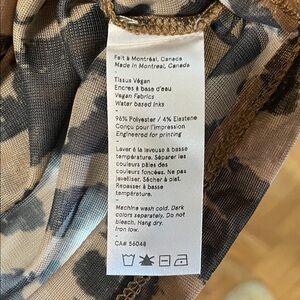 Fait à Montréal, Canada
Made in Montreal, Canada
-
Tissus Végan
Encres à base d'eau
Vegan Fabrics
Water based inks
-
96% Polyester / 4% Elastene
Conçu pour l'impression
Engineered for printing
-
Laver à la laveuse à basse
température. Séparer les
couleurs pâles des
couleurs foncées. Ne pas
javelliser. Sécher à plat.
Repasser à basse
température.
-
Machine wash cold. Dark
colors separately. Do not
bleach. Hang dry.
Iron low.
-
CA# 56048